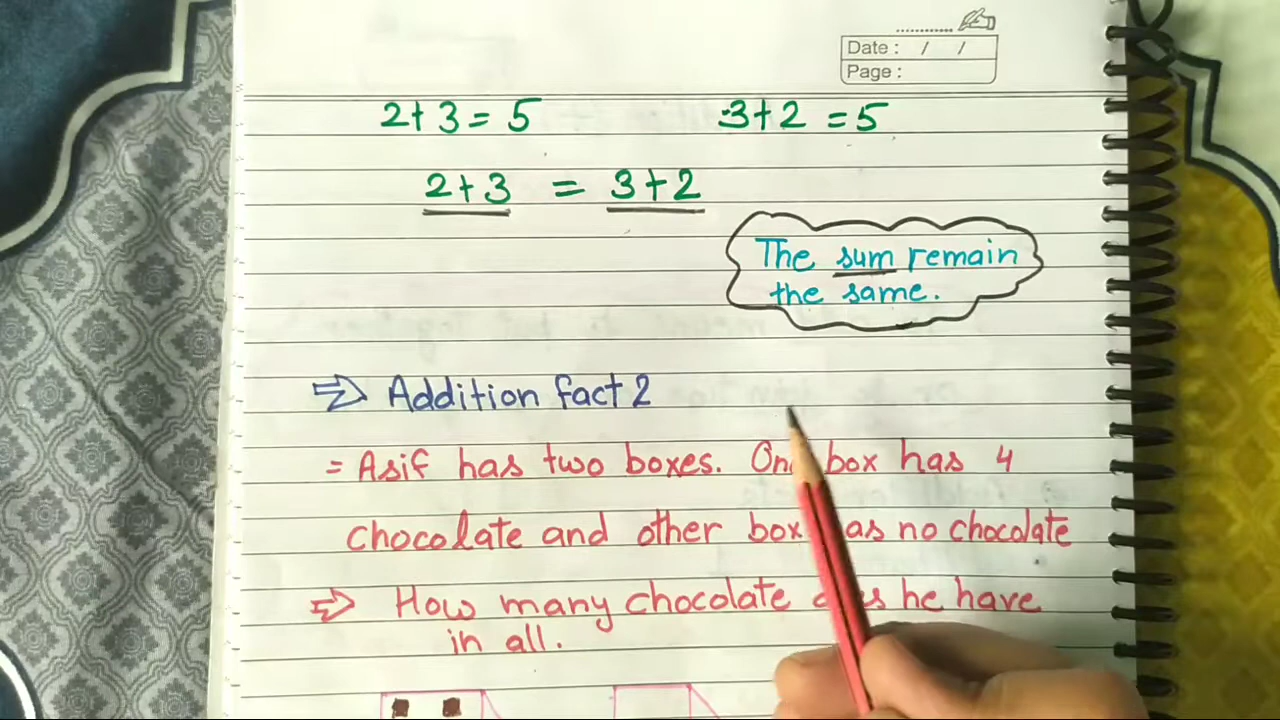 Date : / /
Page :
2+3=5 3+2=5
2+3 = 3+2
The sum remain
the same.
⇒ Addition fact 2
= Asif has two boxes. One box has 4
chocolate and other box has no chocolate
⇒ How many chocolate does he have
in all.